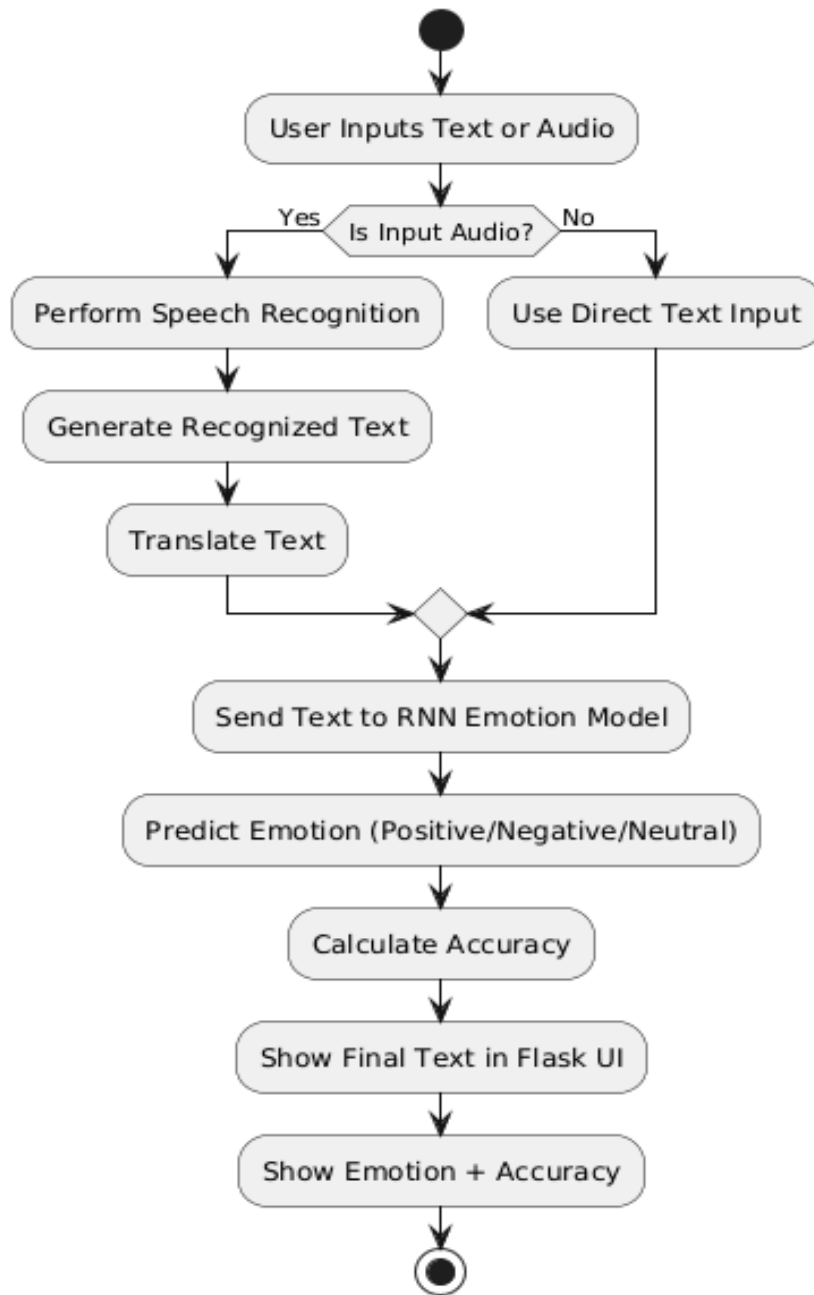 User Inputs Text or Audio
Yes
Is Input Audio?
No
Perform Speech Recognition
Use Direct Text Input
Generate Recognized Text
Translate Text
Send Text to RNN Emotion Model
Predict Emotion (Positive/Negative/Neutral)
Calculate Accuracy
Show Final Text in Flask UI
Show Emotion + Accuracy